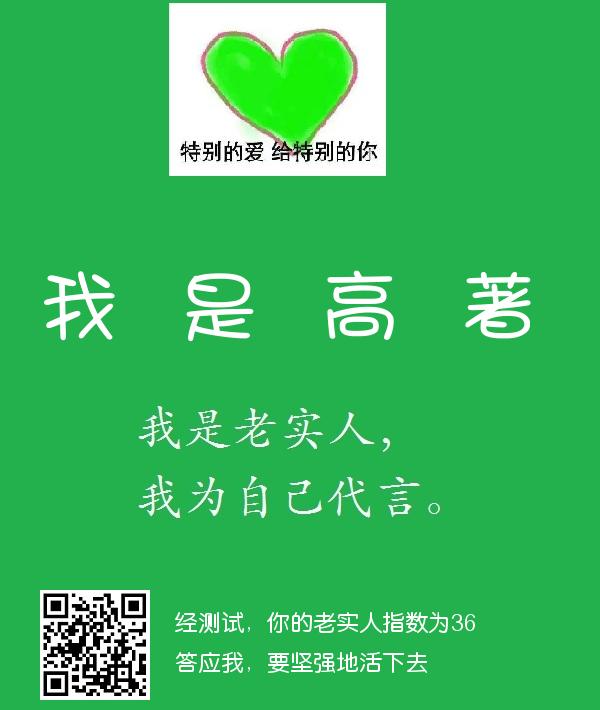 特别的爱 给特别的你
我是高著
我是老实人，
我为自己代言。
经测试，你的老实人指数为36
答应我，要坚强地活下去